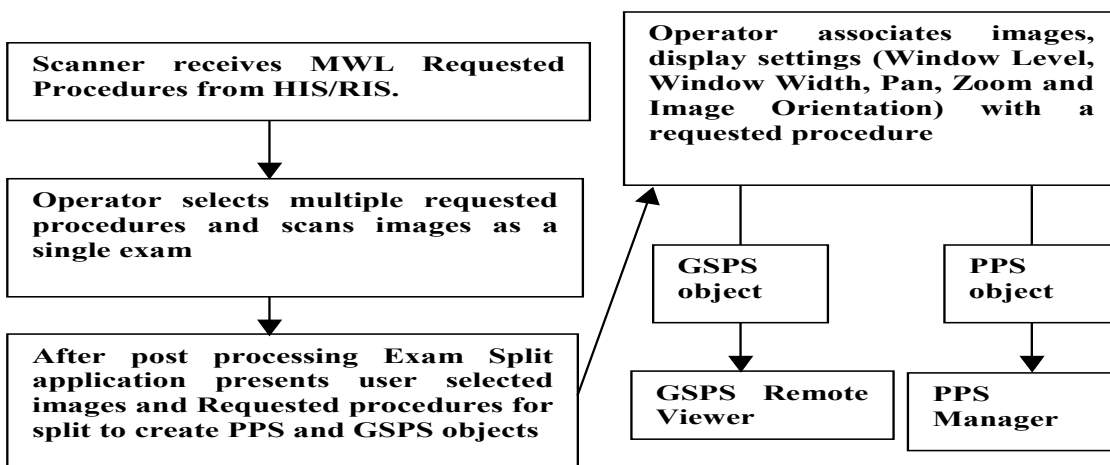 Scanner receives MWL Requested
Procedures from HIS/RIS.
Operator selects multiple requested
procedures and scans images as a
single exam
After post processing Exam Split
application presents user selected
images and Requested procedures for
split to create PPS and GSPS objects
Operator associates images,
display settings (Window Level,
Window Width, Pan, Zoom and
Image Orientation) with a
requested procedure
GSPS
object
PPS
object
GSPS Remote
Viewer
PPS
Manager